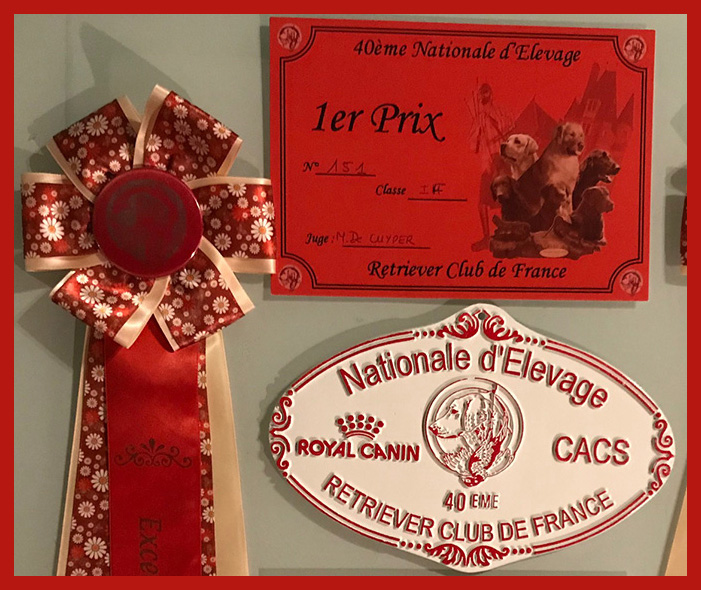 40ème Nationale d'Elevage
1er Prix
N° 151
Classe IF
Juge: M. De CUYPER
Retriever Club de France
Nationale d'Elevage
ROYAL CANIN
CACS
40 EME
RETRIEVER CLUB DE FRANCE
Exce